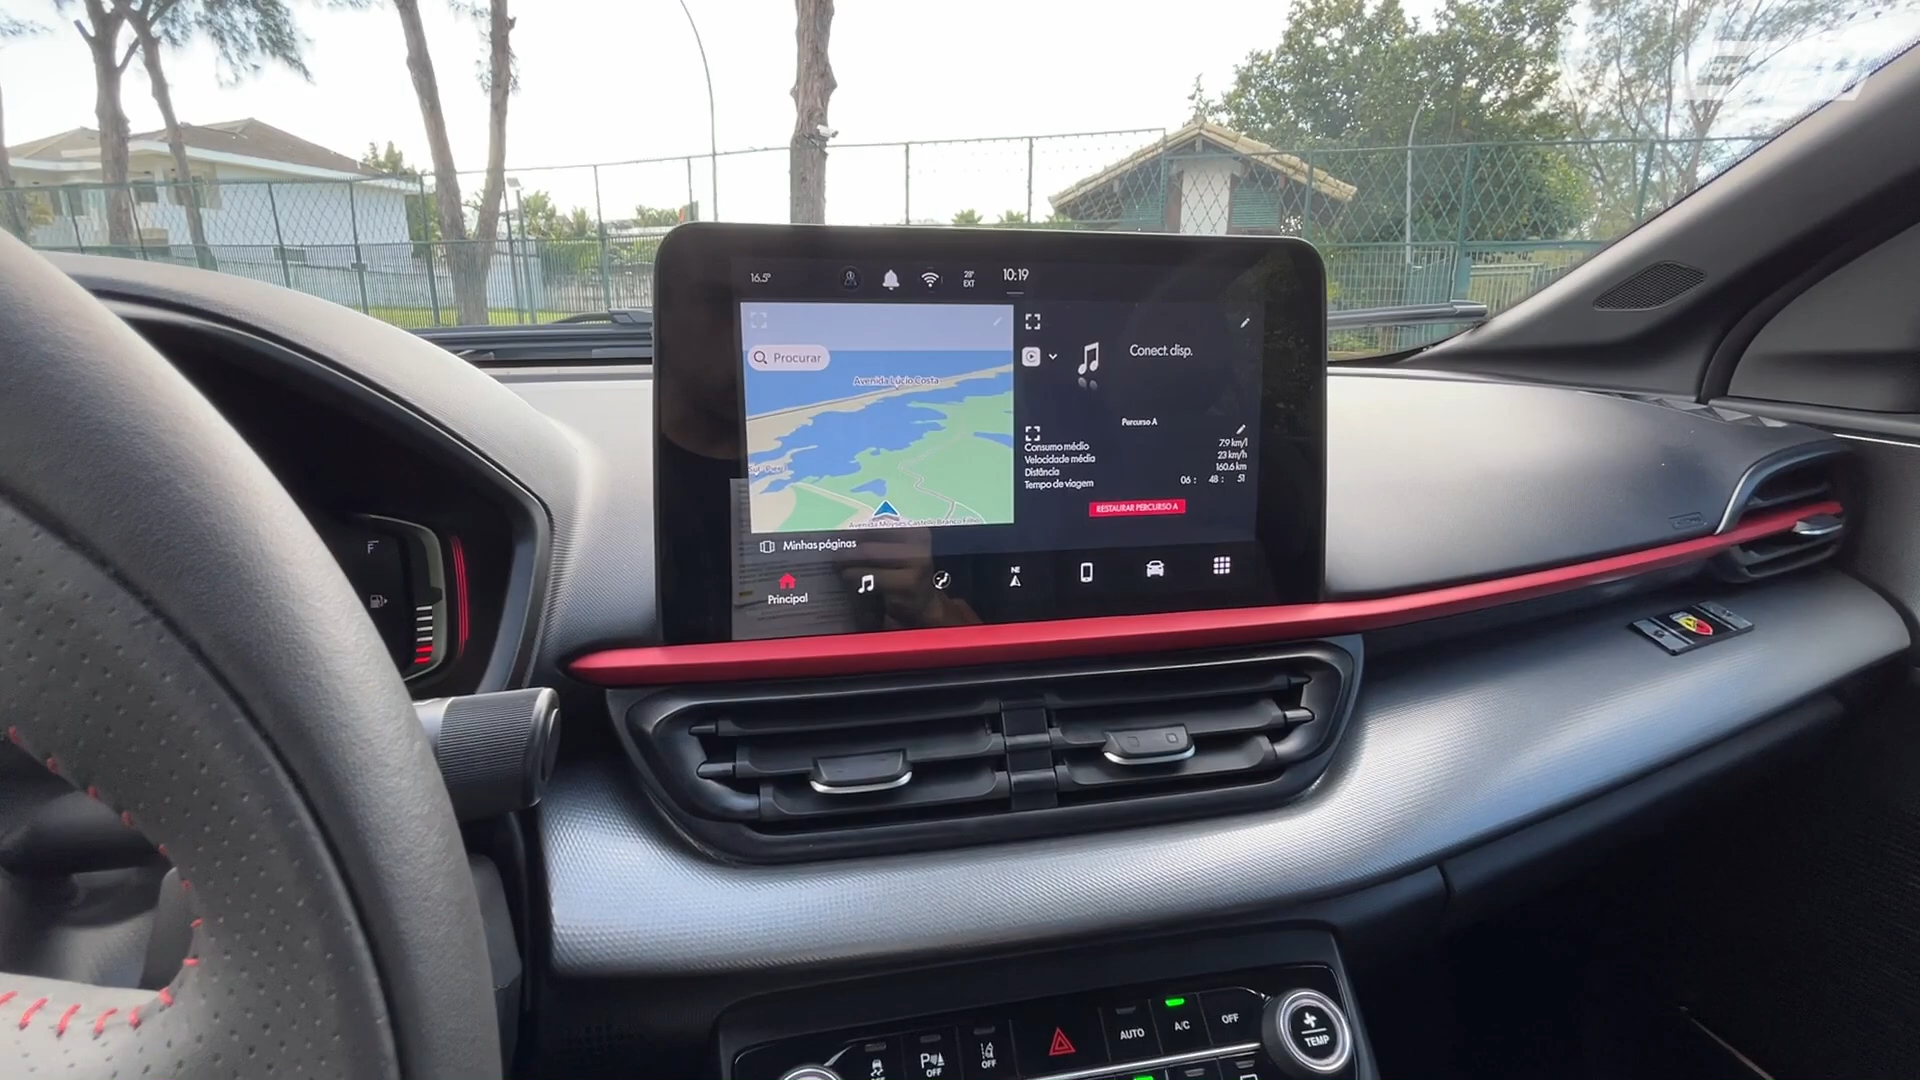 16.5°
28°
EXT
10:19
Procurar
Avenida Lúcio Costa
Avenida Moyses Castello Branco Filho
Conect. disp.
Percurso A
Consumo médio 7.9 km/l
Velocidade média 23 km/h
Distância 160.6 km
Tempo de viagem 06 : 48 : 51
RESTAURAR PERCURSO A
Minhas páginas
NE
Principal
F
OFF
OFF
AUTO
A/C
OFF
TEMP